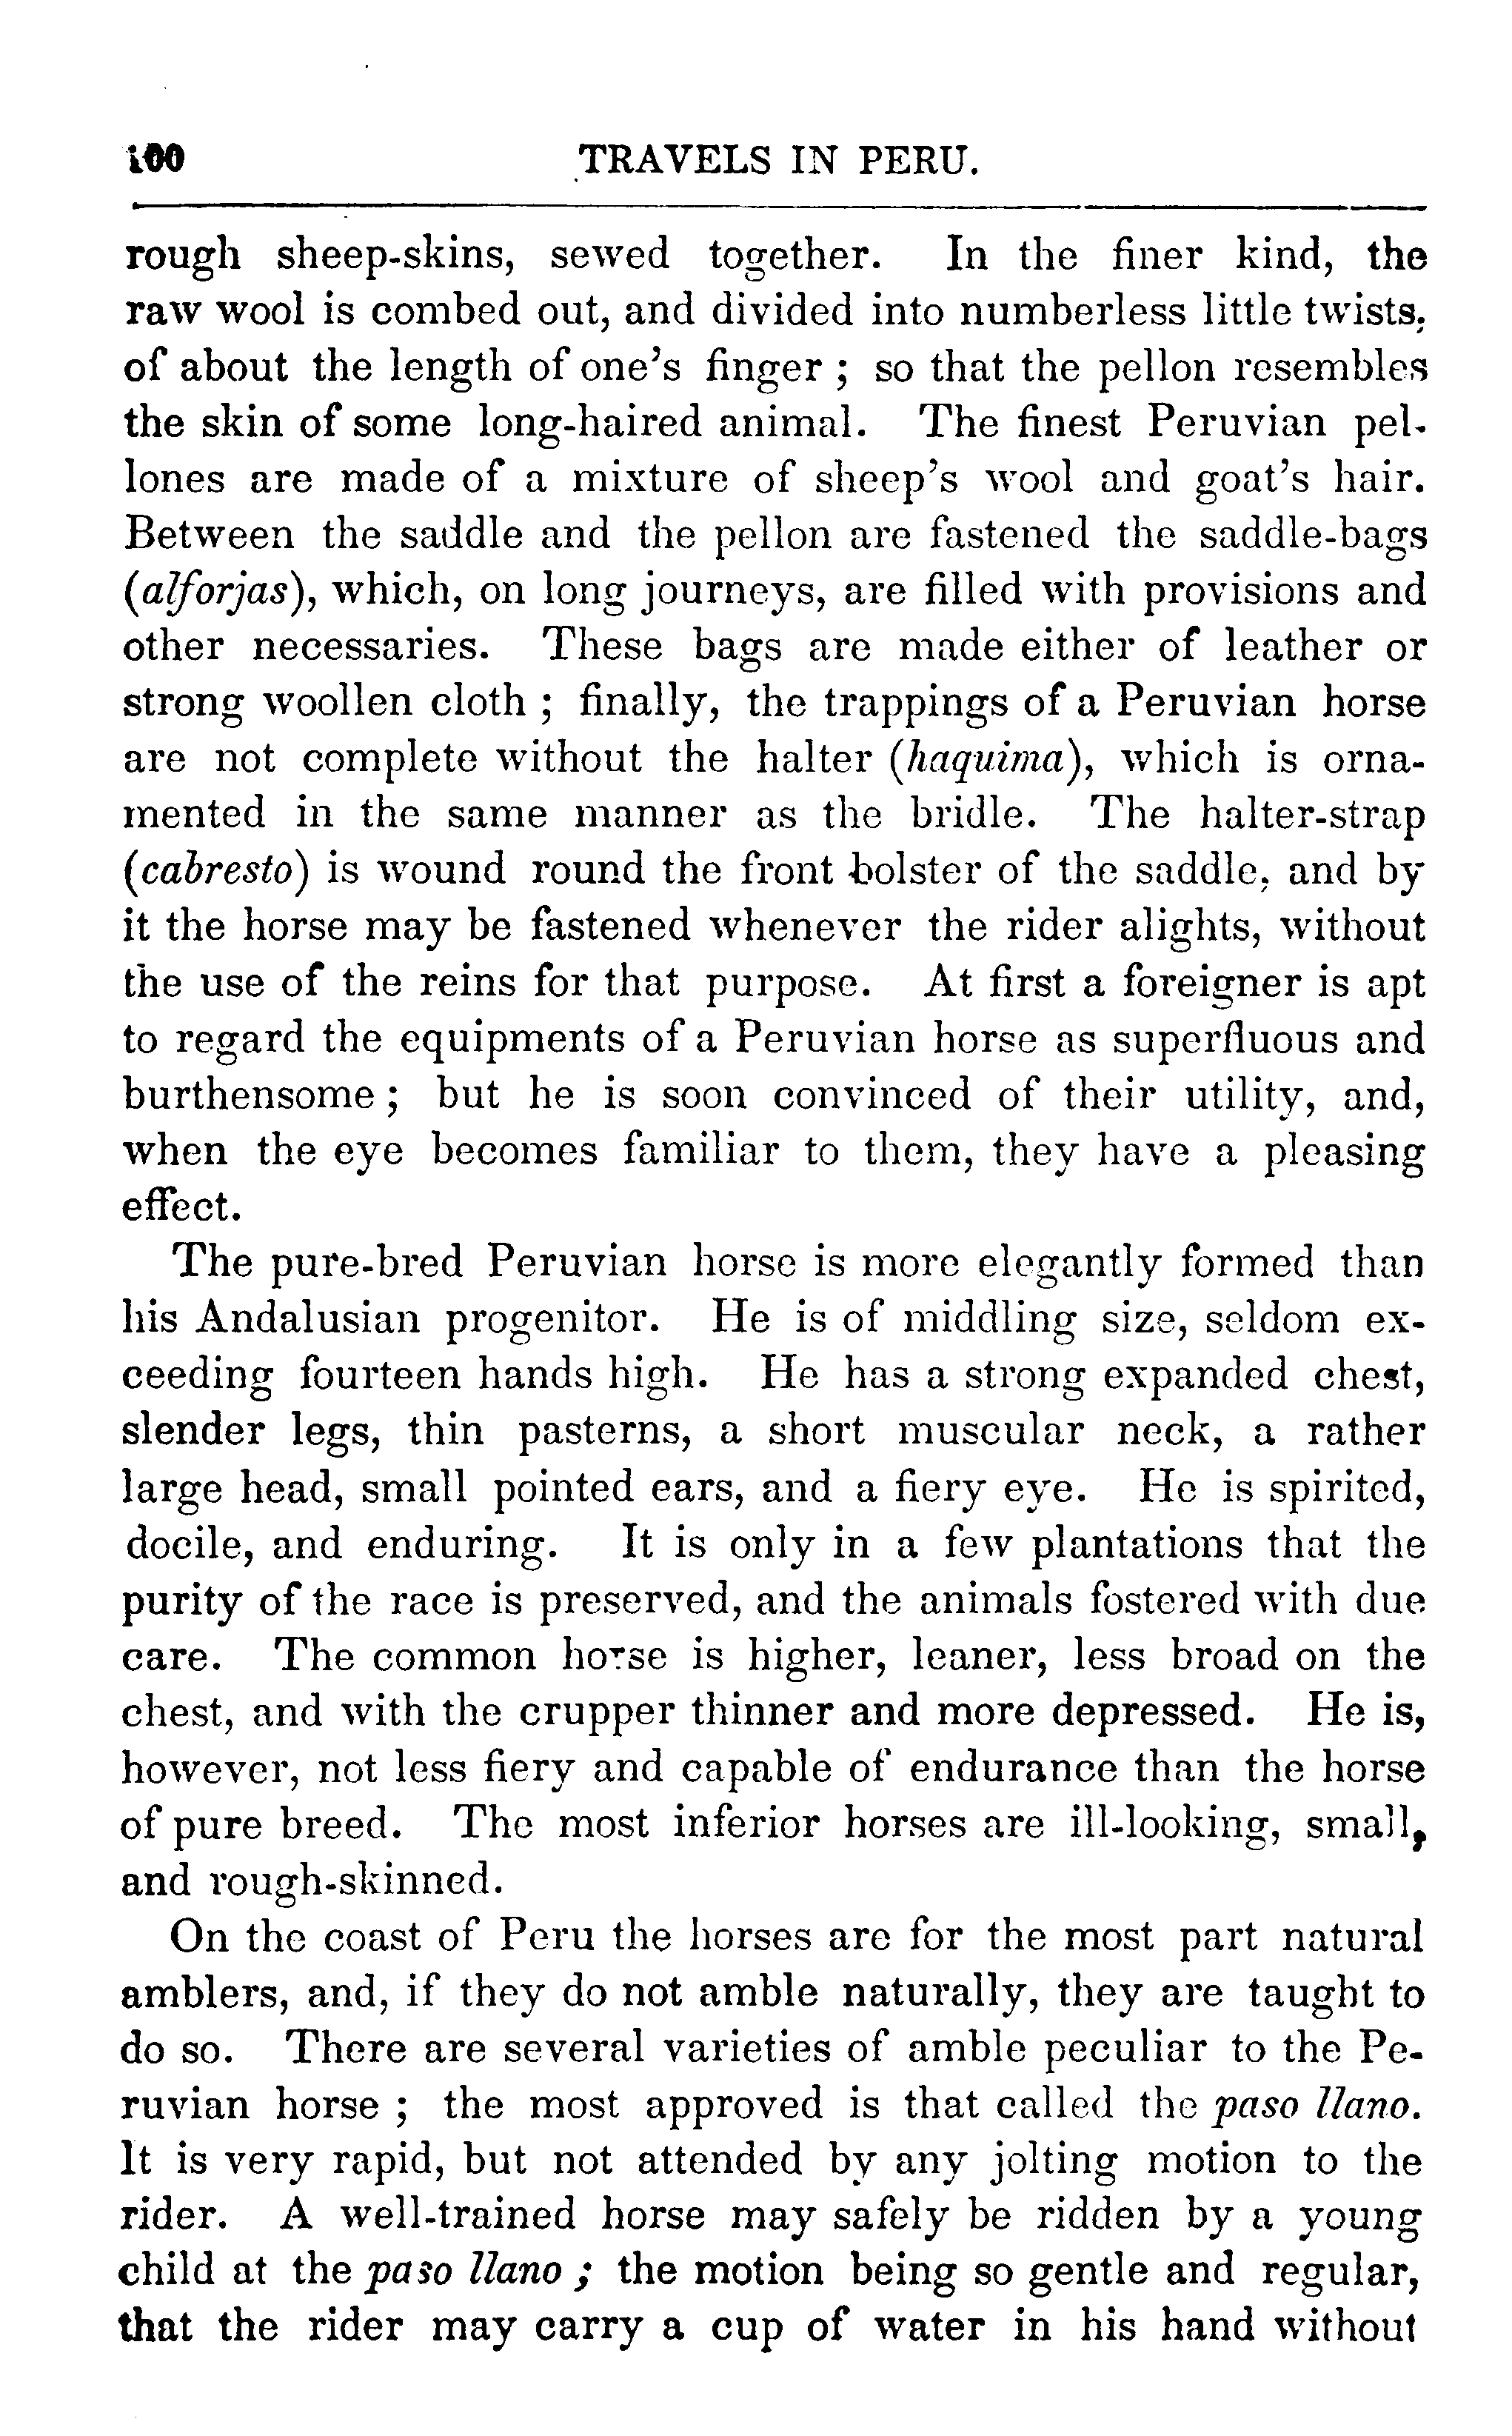 100 TRAVELS IN PERU.
rough sheep-skins, sewed together. In the finer kind, the
raw wool is combed out, and divided into numberless little twists,
of about the length of one's finger ; so that the pellon resembles
the skin of some long-haired animal. The finest Peruvian pel-
lones are made of a mixture of sheep's wool and goat's hair.
Between the saddle and the pellon are fastened the saddle-bags
(alforjas), which, on long journeys, are filled with provisions and
other necessaries. These bags are made either of leather or
strong woollen cloth ; finally, the trappings of a Peruvian horse
are not complete without the halter (haquima), which is orna-
mented in the same manner as the bridle. The halter-strap
(cabresto) is wound round the front bolster of the saddle, and by
it the horse may be fastened whenever the rider alights, without
the use of the reins for that purpose. At first a foreigner is apt
to regard the equipments of a Peruvian horse as superfluous and
burthensome ; but he is soon convinced of their utility, and,
when the eye becomes familiar to them, they have a pleasing
effect.
The pure-bred Peruvian horse is more elegantly formed than
his Andalusian progenitor. He is of middling size, seldom ex-
ceeding fourteen hands high. He has a strong expanded chest,
slender legs, thin pasterns, a short muscular neck, a rather
large head, small pointed ears, and a fiery eye. He is spirited,
docile, and enduring. It is only in a few plantations that the
purity of the race is preserved, and the animals fostered with due
care. The common horse is higher, leaner, less broad on the
chest, and with the crupper thinner and more depressed. He is,
however, not less fiery and capable of endurance than the horse
of pure breed. The most inferior horses are ill-looking, small,
and rough-skinned.
On the coast of Peru the horses are for the most part natural
amblers, and, if they do not amble naturally, they are taught to
do so. There are several varieties of amble peculiar to the Pe-
ruvian horse ; the most approved is that called the paso llano.
It is very rapid, but not attended by any jolting motion to the
rider. A well-trained horse may safely be ridden by a young
child at the paso llano ; the motion being so gentle and regular,
that the rider may carry a cup of water in his hand without